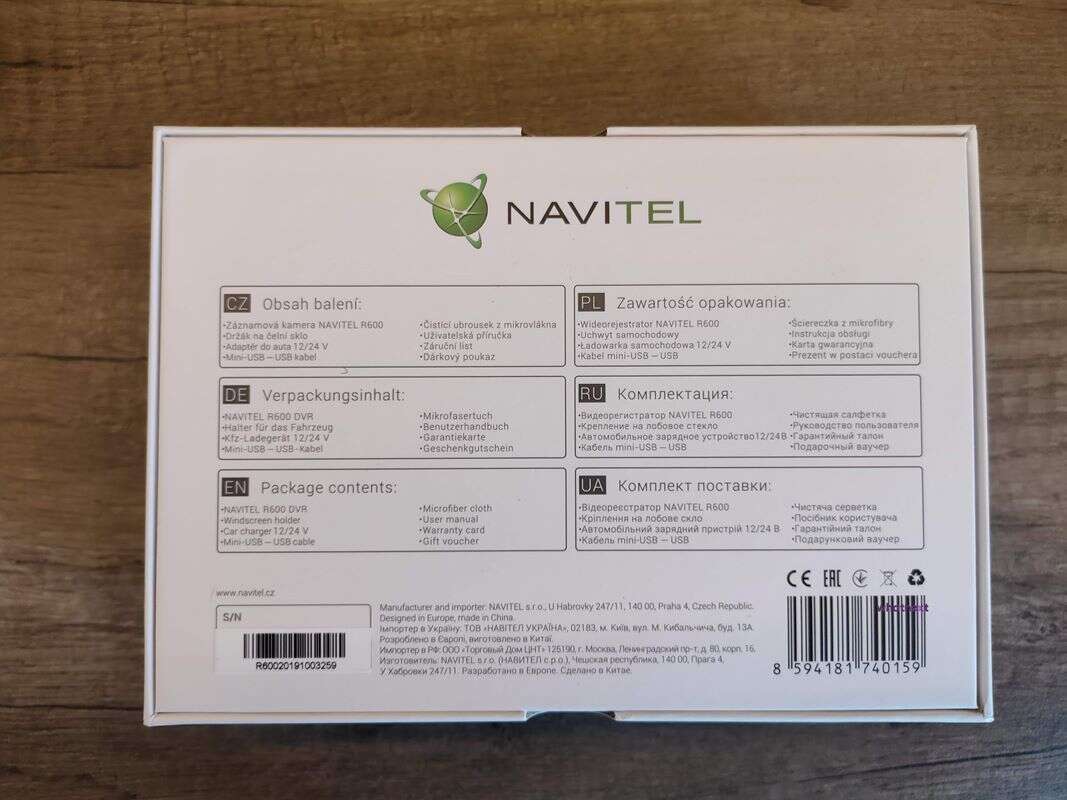 NAVITEL
CZ Obsah balení:
•Záznamová kamera NAVITEL R600
•Držák na čelní sklo
•Adaptér do auta 12/24 V
•Mini-USB – USB kabel
•Čistící ubrousek z mikrovlákna
•Uživatelská příručka
•Záruční list
•Dárkový poukaz
PL Zawartość opakowania:
•Wideorejestrator NAVITEL R600
•Uchwyt samochodowy
•Ładowarka samochodowa 12/24 V
•Kabel mini-USB – USB
•Ściereczka z mikrofibry
•Instrukcja obsługi
•Karta gwarancyjna
•Prezent w postaci vouchera
DE Verpackungsinhalt:
•NAVITEL R600 DVR
•Halter für das Fahrzeug
•Kfz-Ladegerät 12/24 V
•Mini-USB – USB-Kabel
•Mikrofasertuch
•Benutzerhandbuch
•Garantiekarte
•Geschenkgutschein
RU Комплектация:
•Видеорегистратор NAVITEL R600
•Крепление на лобовое стекло
•Автомобильное зарядное устройство12/24 В
•Кабель mini-USB – USB
•Чистящая салфетка
•Руководство пользователя
•Гарантийный талон
•Подарочный ваучер
EN Package contents:
•NAVITEL R600 DVR
•Windscreen holder
•Car charger 12/24 V
•Mini-USB – USB cable
•Microfiber cloth
•User manual
•Warranty card
•Gift voucher
UA Комплект поставки:
•Відеореєстратор NAVITEL R600
•Кріплення на лобове скло
•Автомобільний зарядний пристрій 12/24 В
•Кабель mini-USB – USB
•Чистяча серветка
•Посібник користувача
•Гарантійний талон
•Подарунковий ваучер
www.navitel.cz
S/N
R60020191003259
Manufacturer and importer: NAVITEL s.r.o., U Habrovky 247/11, 140 00, Praha 4, Czech Republic.
Designed in Europe, made in China.
Імпортер в Україну: ТОВ «НАВІТЕЛ УКРАЇНА», 02183, м. Київ, вул. М. Кибальчича, буд. 13А.
Розроблено в Європі, виготовлено в Китаї.
Импортер в РФ: ООО «Торговый Дом ЦНТ» 125190, г. Москва, Ленинградский пр-т, д. 80, корп. 16,
Изготовитель: NAVITEL s.r.o. (НАВИТЕЛ с.р.о.), Чешская республика, 140 00, Прага 4,
У Хабровки 247/11. Разработано в Европе. Сделано в Китае.
CE EAC
8 594181 740159